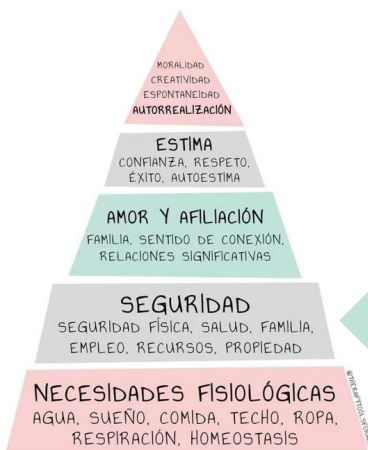 MORALIDAD
CREATIVIDAD
ESPONTANEIDAD
AUTORREALIZACIÓN
ESTIMA
CONFIANZA, RESPETO,
ÉXITO, AUTOESTIMA
AMOR Y AFILIACIÓN
FAMILIA, SENTIDO DE CONEXIÓN,
RELACIONES SIGNIFICATIVAS
SEGURIDAD
SEGURIDAD FÍSICA, SALUD, FAMILIA,
EMPLEO, RECURSOS, PROPIEDAD
NECESIDADES FISIOLÓGICAS
AGUA, SUEÑO, COMIDA, TECHO, ROPA,
RESPIRACIÓN, HOMEOSTASIS